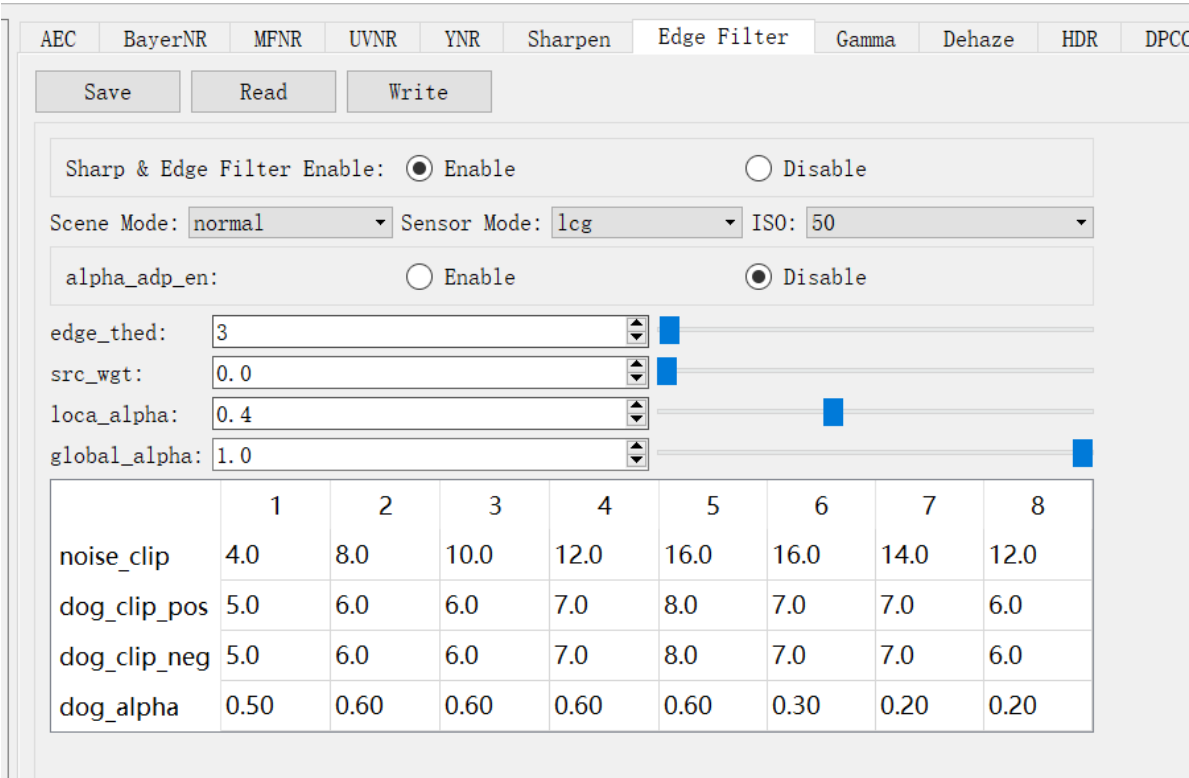 AEC BayerNR MFNR UVNR YNR Sharpen Edge Filter Gamma Dehaze HDR DPCC
Save Read Write
Sharp & Edge Filter Enable: Enable Disable
Scene Mode: normal Sensor Mode: lcg ISO: 50
alpha_adp_en: Enable Disable
edge_thed: 3
src_wgt: 0.0
loca_alpha: 0.4
global_alpha: 1.0
1 2 3 4 5 6 7 8
noise_clip 4.0 8.0 10.0 12.0 16.0 16.0 14.0 12.0
dog_clip_pos 5.0 6.0 6.0 7.0 8.0 7.0 7.0 6.0
dog_clip_neg 5.0 6.0 6.0 7.0 8.0 7.0 7.0 6.0
dog_alpha 0.50 0.60 0.60 0.60 0.60 0.30 0.20 0.20